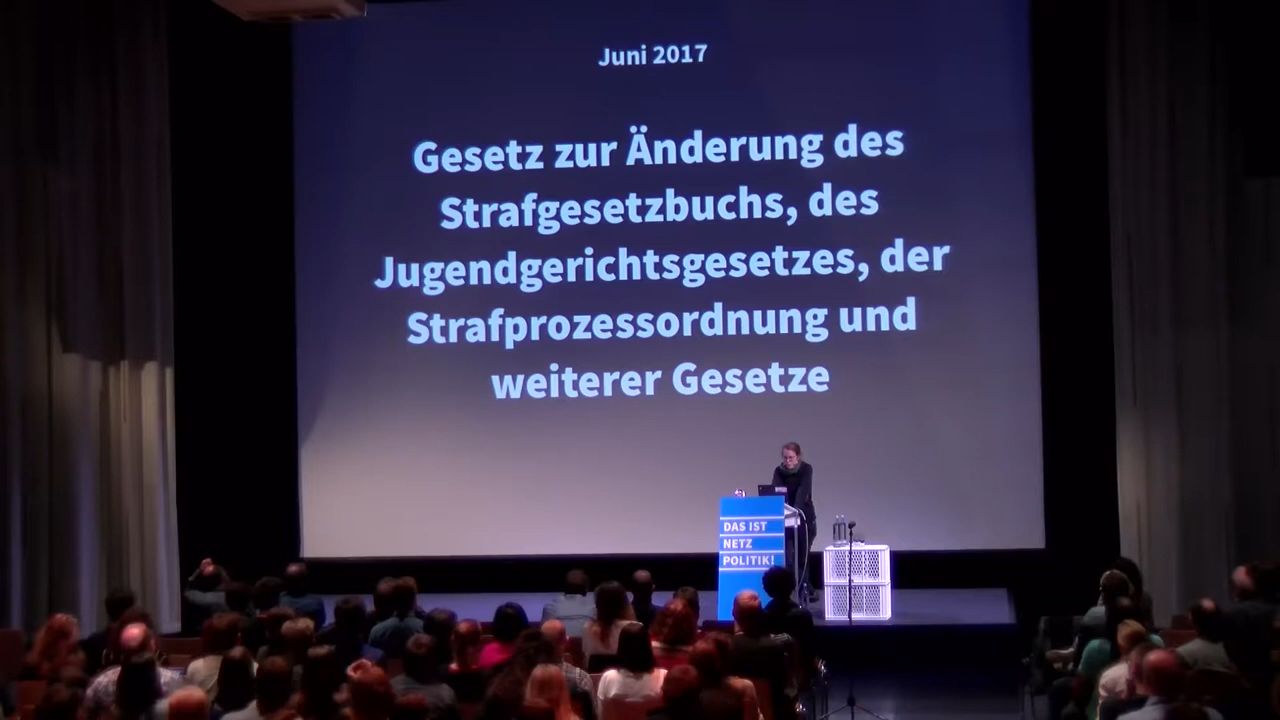 Juni 2017
Gesetz zur Änderung des
Strafgesetzbuchs, des
Jugendgerichtsgesetzes, der
Strafprozessordnung und
weiterer Gesetze
DAS IST
NETZ
POLITIK!